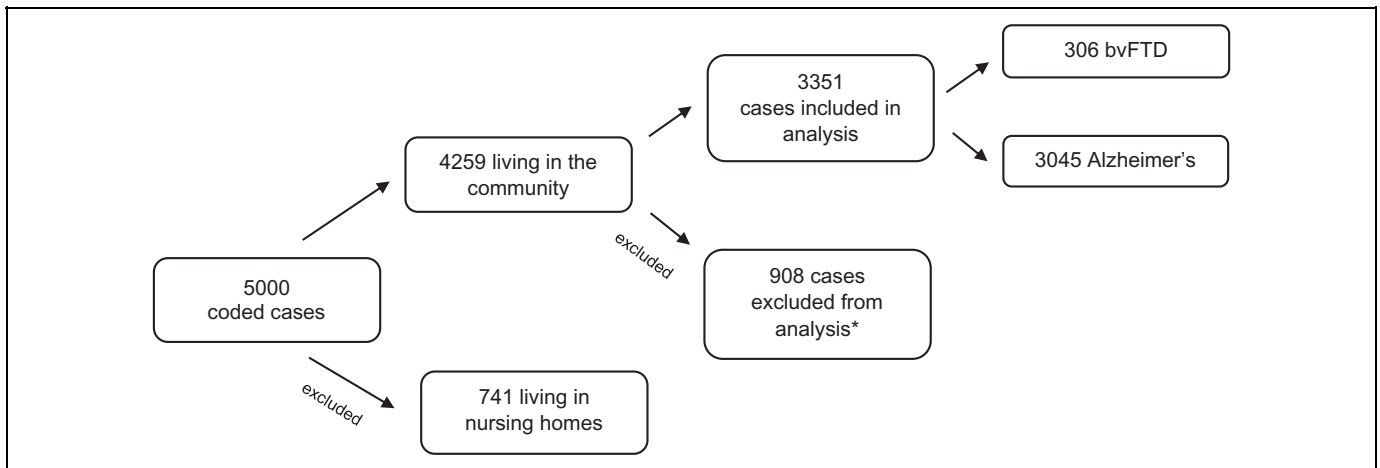 5000
coded cases
excluded
741 living in
nursing homes
4259 living in the
community
excluded
908 cases
excluded from
analysis*
3351
cases included in
analysis
306 bvFTD
3045 Alzheimer's